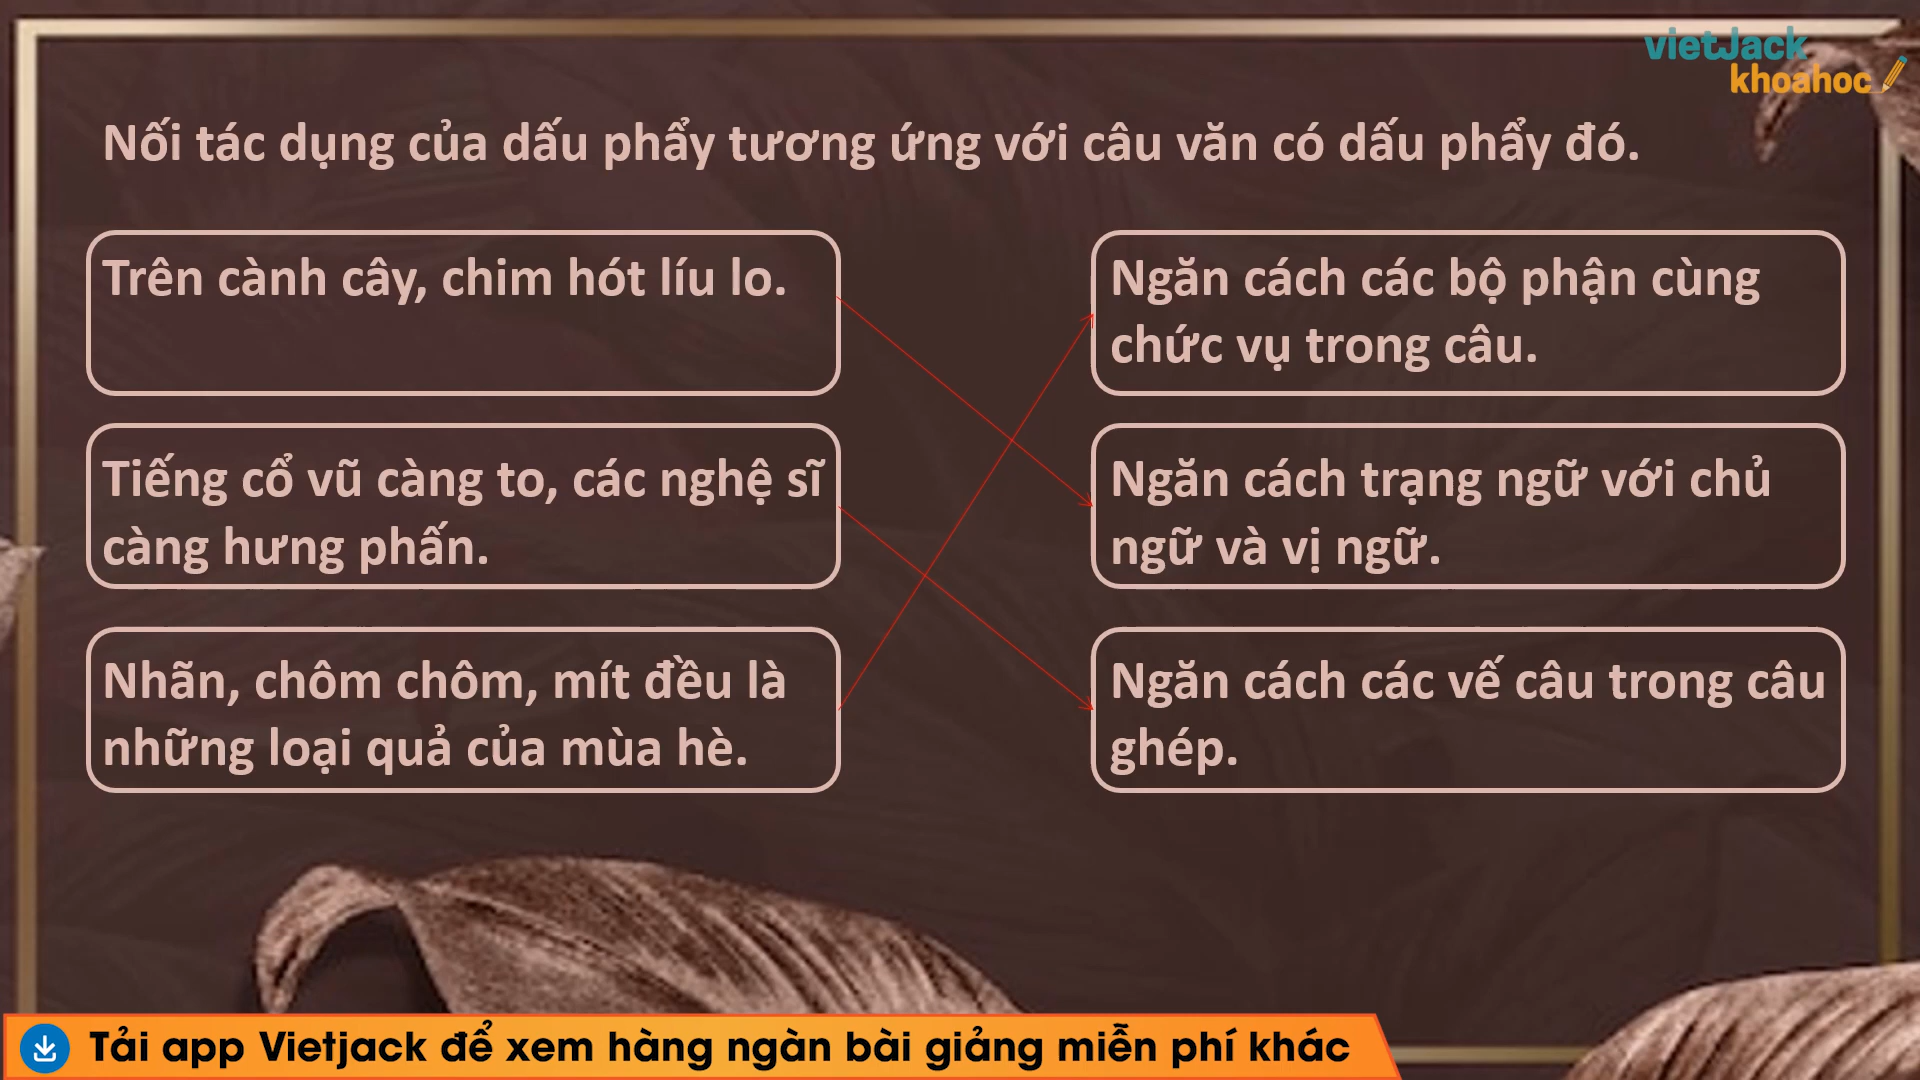 vietJack
khoahoc
Nối tác dụng của dấu phẩy tương ứng với câu văn có dấu phẩy đó.
Trên cành cây, chim hót líu lo.
Ngăn cách các bộ phận cùng
chức vụ trong câu.
Tiếng cổ vũ càng to, các nghệ sĩ
càng hưng phấn.
Ngăn cách trạng ngữ với chủ
ngữ và vị ngữ.
Nhãn, chôm chôm, mít đều là
những loại quả của mùa hè.
Ngăn cách các vế câu trong câu
ghép.
Tải app Vietjack để xem hàng ngàn bài giảng miễn phí khác